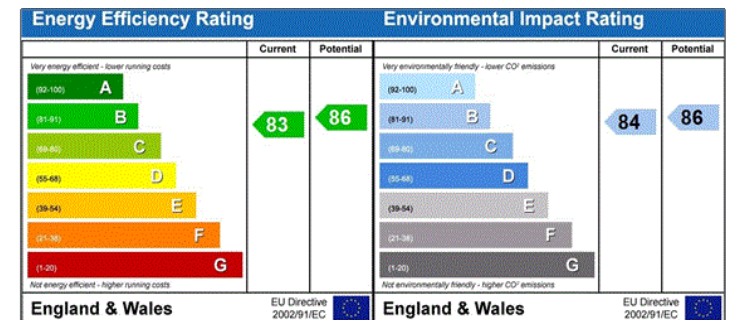 Energy Efficiency Rating
Current Potential
Very energy efficient - lower running costs
(92-100) A
(81-91) B
(69-80) C
(55-68) D
(39-54) E
(21-38) F
(1-20) G
83
86
Not energy efficient - higher running costs
England & Wales
EU Directive
2002/91/EC
Environmental Impact Rating
Current Potential
Very environmentally friendly - lower CO² emissions
(92-100) A
(81-91) B
(69-80) C
(55-68) D
(39-54) E
(21-38) F
(1-20) G
84
86
Not environmentally friendly - higher CO² emissions
England & Wales
EU Directive
2002/91/EC